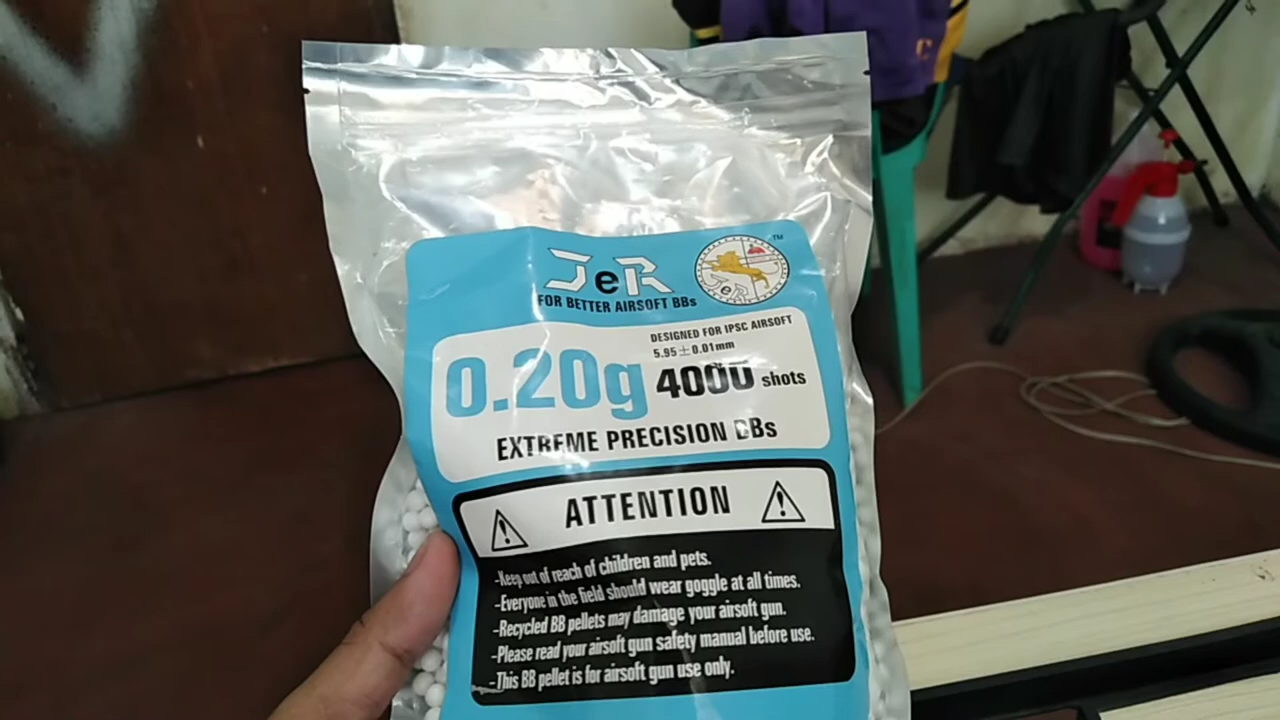 JeR
TM
FOR BETTER AIRSOFT BBs
JeR
DESIGNED FOR IPSC AIRSOFT
5.95±0.01mm
0.20g 4000 shots
EXTREME PRECISION BBs
ATTENTION
-Keep out of reach of children and pets.
-Everyone in the field should wear goggle at all times.
-Recycled BB pellets may damage your airsoft gun.
-Please read your airsoft gun safety manual before use.
-This BB pellet is for airsoft gun use only.